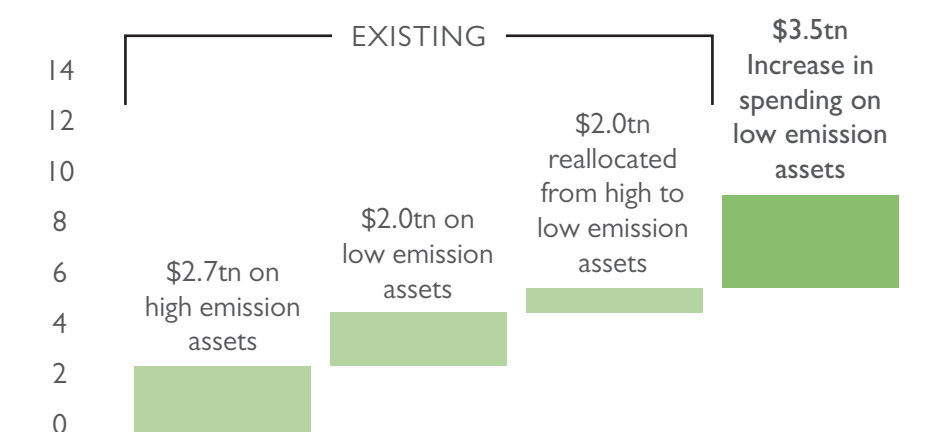 EXISTING
$3.5tn
Increase in
spending on
low emission
assets
14
12
10
8
6
4
2
0
$2.7tn on
high emission
assets
$2.0tn on
low emission
assets
$2.0tn
reallocated
from high to
low emission
assets